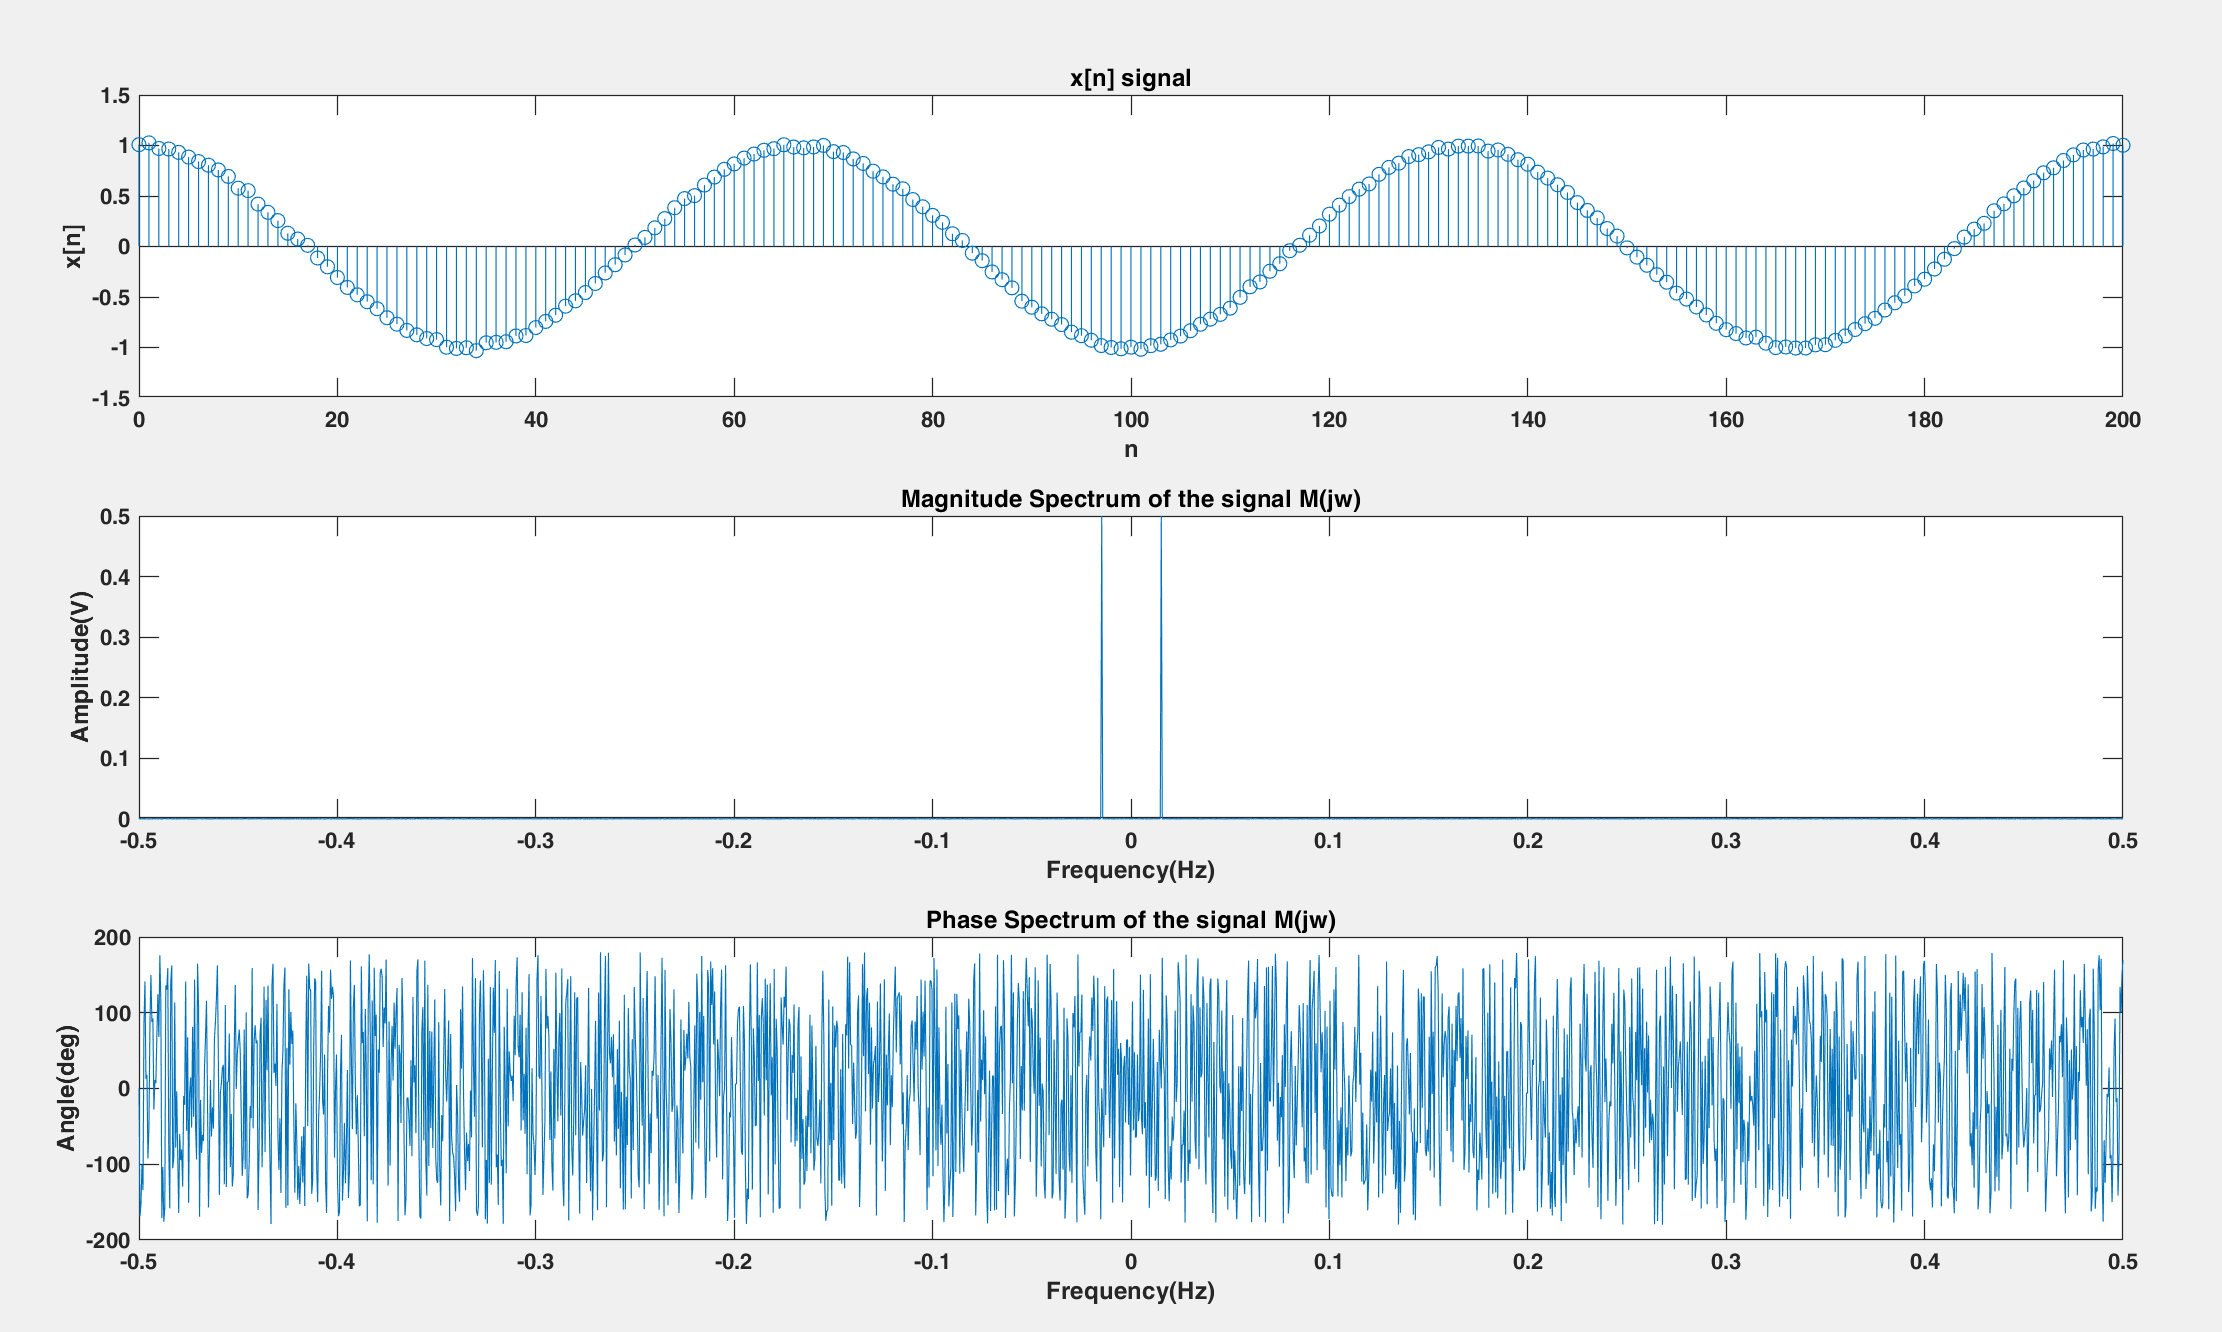 x[n] signal
1.5
1
0.5
0
-0.5
-1
-1.5
x[n]
0 20 40 60 80 100 120 140 160 180 200
n
Magnitude Spectrum of the signal M(jw)
0.5
0.4
0.3
0.2
0.1
0
Amplitude(V)
-0.5 -0.4 -0.3 -0.2 -0.1 0 0.1 0.2 0.3 0.4 0.5
Frequency(Hz)
Phase Spectrum of the signal M(jw)
200
100
0
-100
-200
Angle(deg)
-0.5 -0.4 -0.3 -0.2 -0.1 0 0.1 0.2 0.3 0.4 0.5
Frequency(Hz)